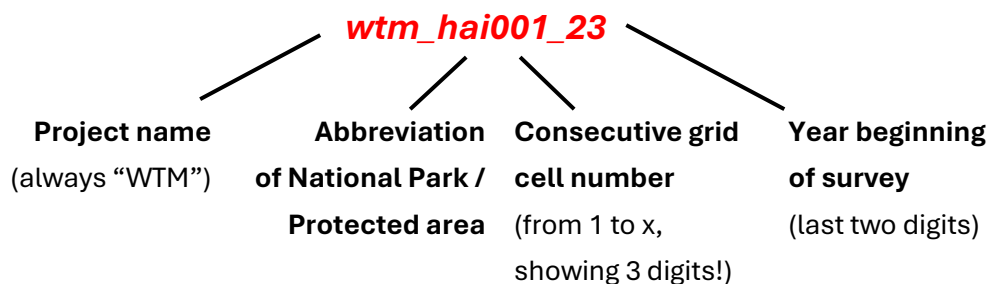 wtm_hai001_23
Project name
(always “WTM”)
Abbreviation
of National Park /
Protected area
Consecutive grid
cell number
(from 1 to x,
showing 3 digits!)
Year beginning
of survey
(last two digits)